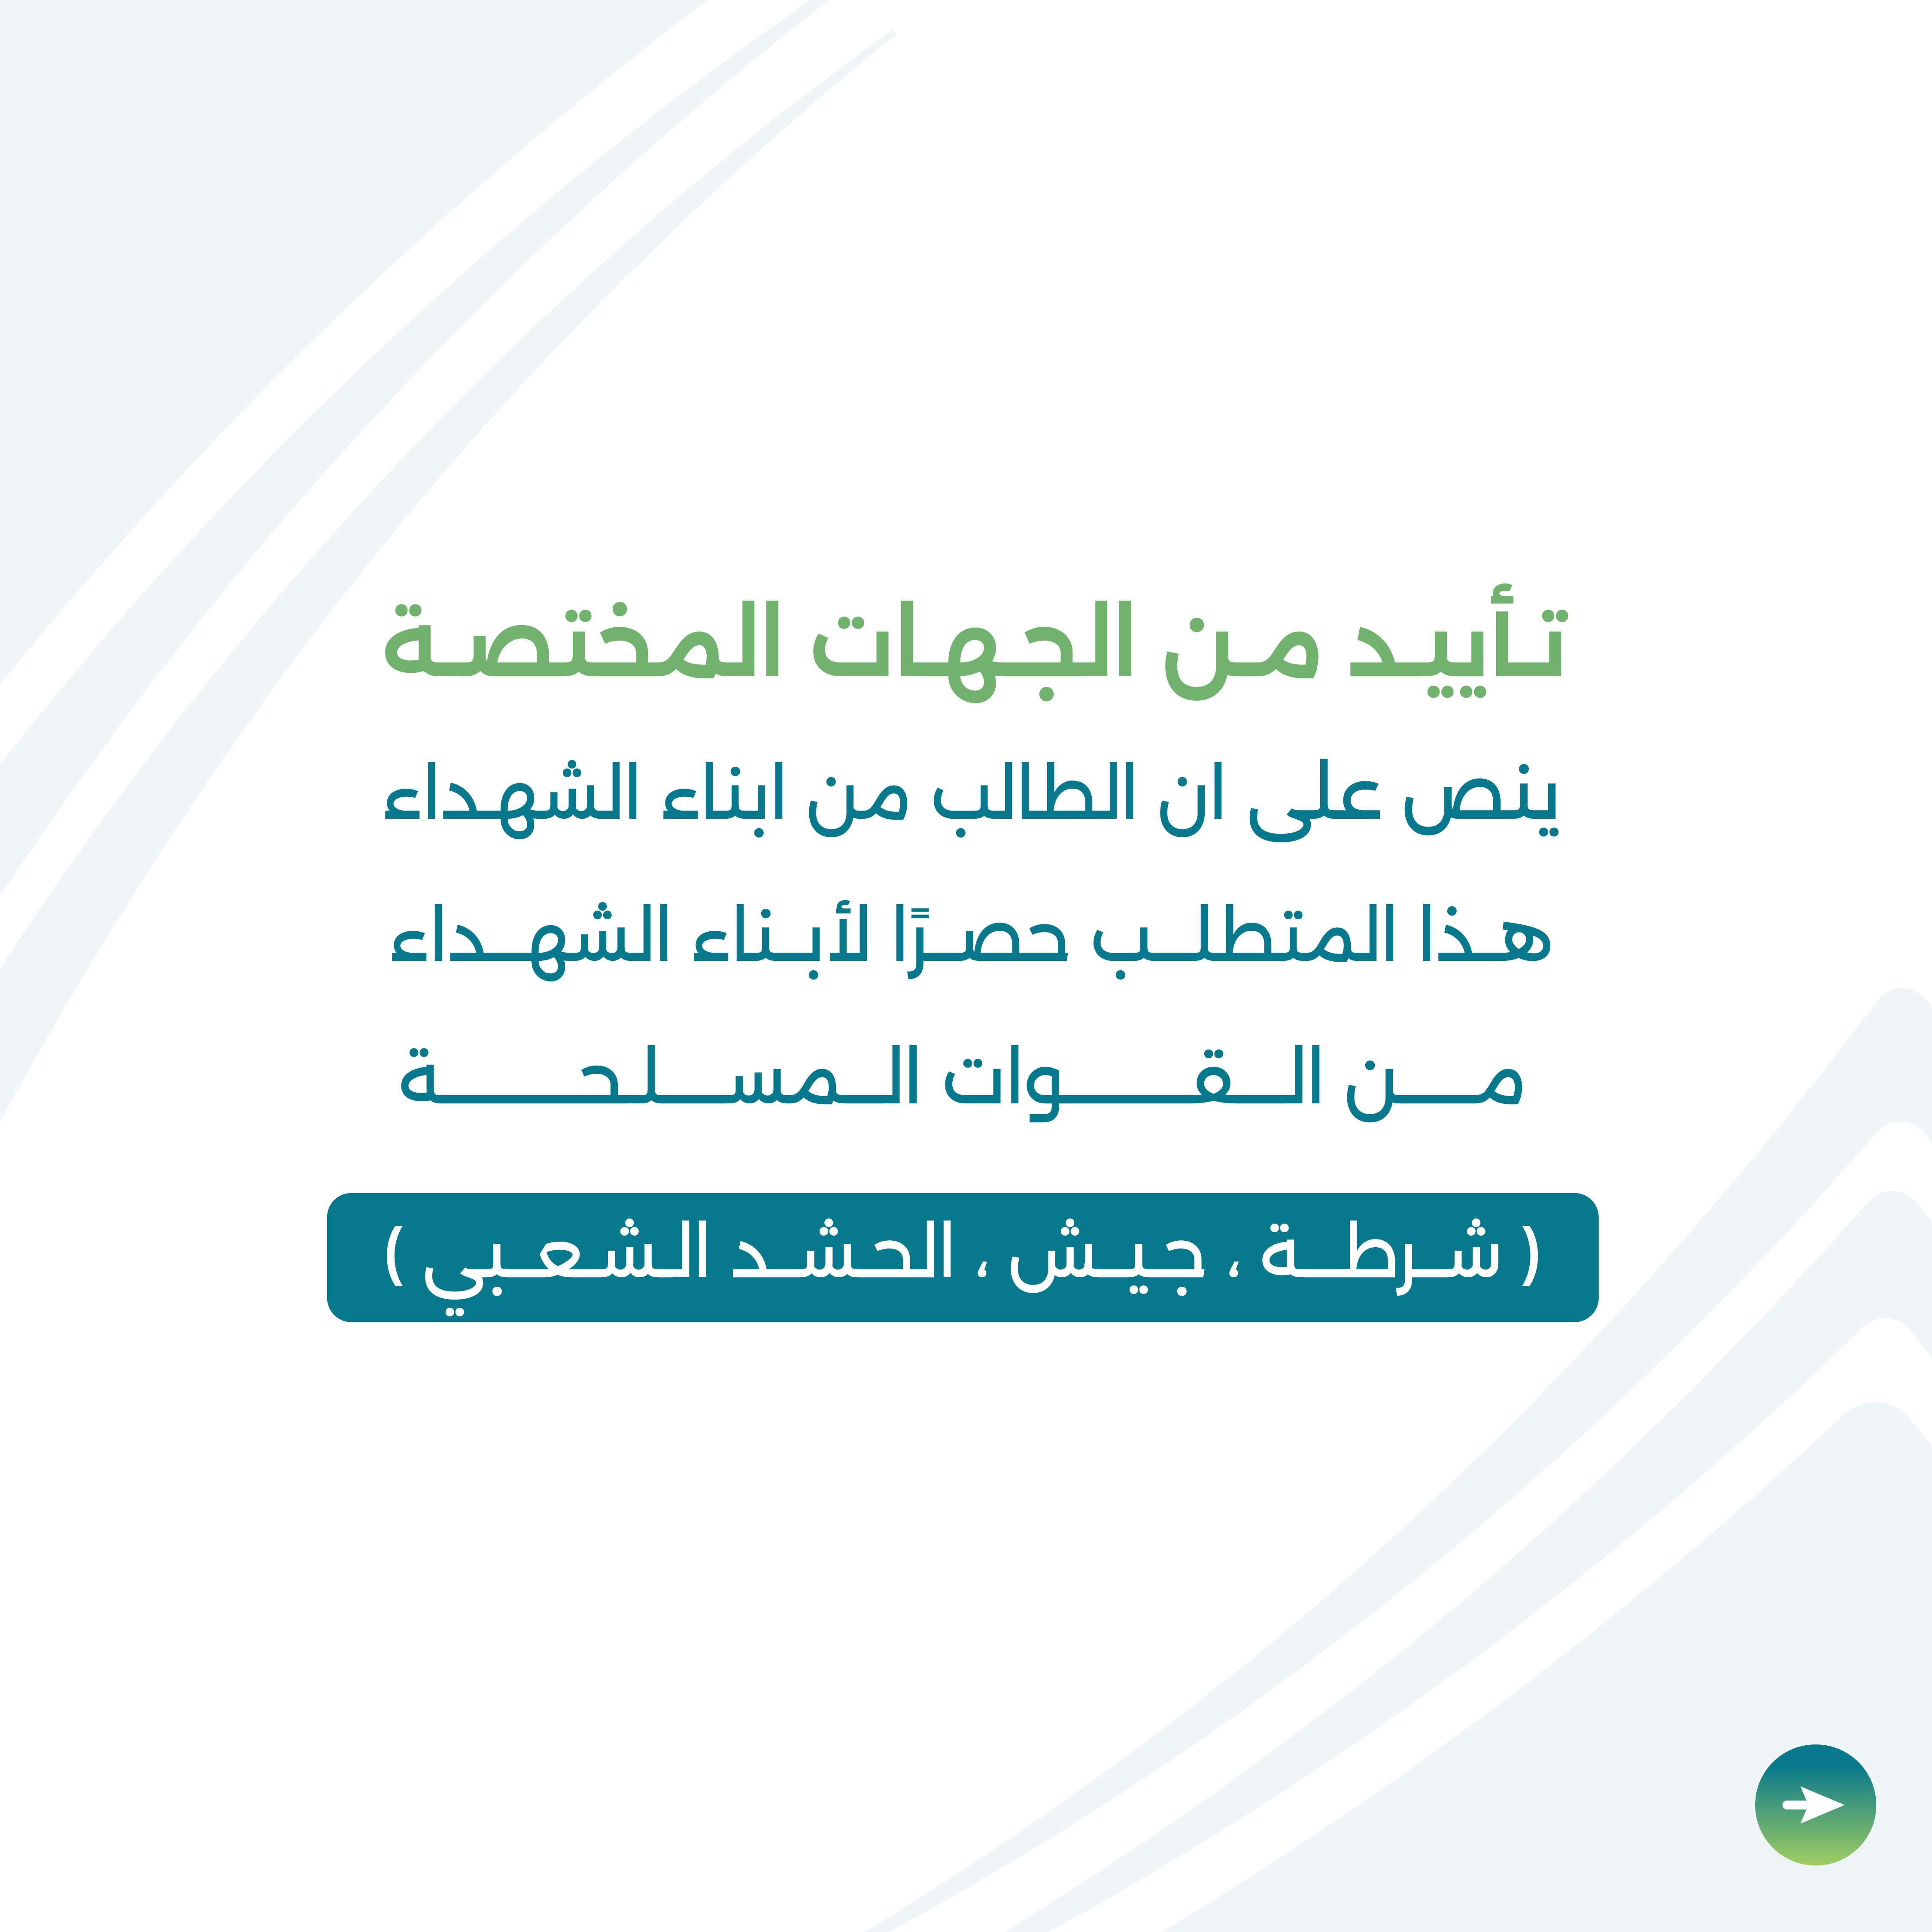 تأييد من الجهات المختصة
ينص على ان الطالب من ابناء الشهداء
هذا المتطلب حصرًا لأبناء الشهداء
من القوات المسلحة
(شرطة، جيش، الحشد الشعبي)